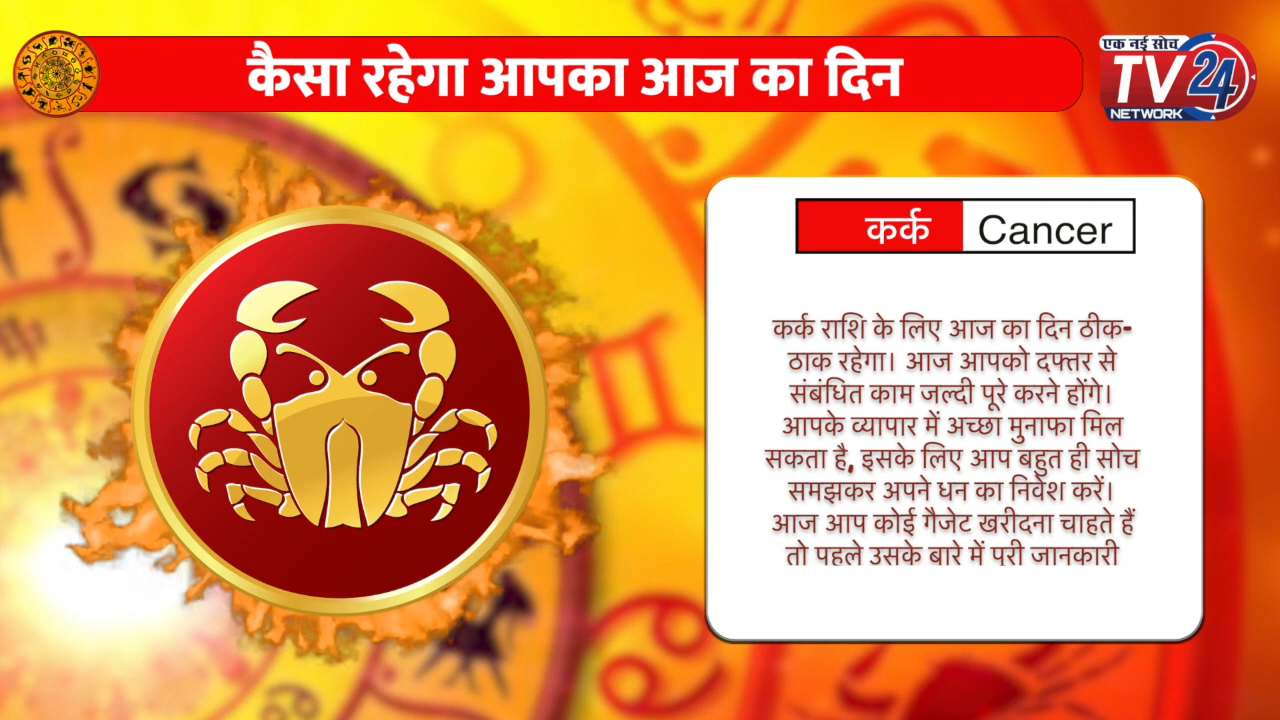 कैसा रहेगा आपका आज का दिन
एक नई सोच
TV24
NETWORK
कर्क Cancer
कर्क राशि के लिए आज का दिन ठीक-
ठाक रहेगा। आज आपको दफ्तर से
संबंधित काम जल्दी पूरे करने होंगे।
आपके व्यापार में अच्छा मुनाफा मिल
सकता है, इसके लिए आप बहुत ही सोच
समझकर अपने धन का निवेश करें।
आज आप कोई गैजेट खरीदना चाहते हैं
तो पहले उसके बारे में पूरी जानकारी